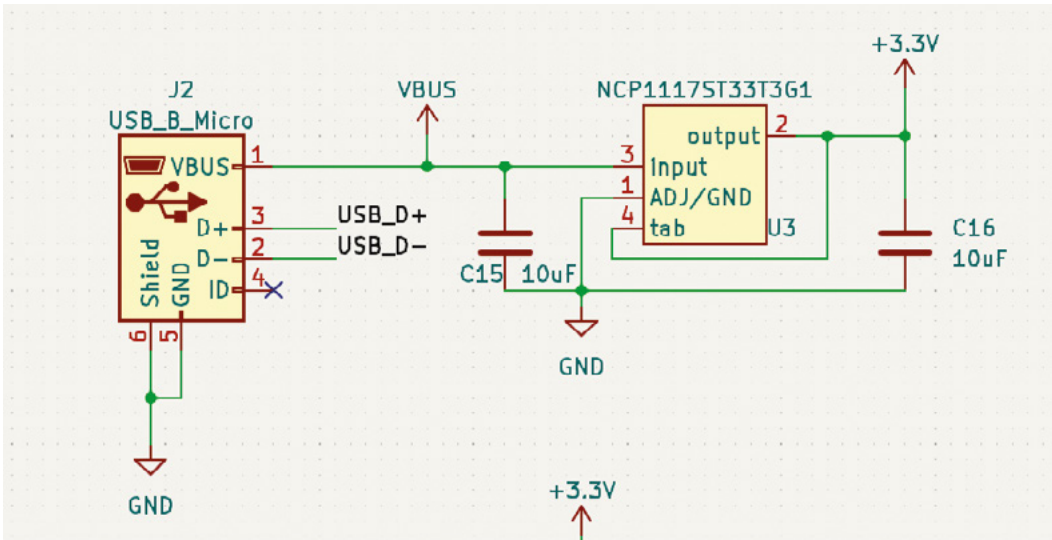 J2
USB_B_Micro
VBUS 1
D+ 3
D- 2
ID 4
Shield
GND
6
5
GND
USB_D+
USB_D-
VBUS
C15 10uF
GND
NCP1117ST33T3G1
output 2
3 Input
1 ADJ/GND
4 tab
U3
+3.3V
C16
10uF
+3.3V